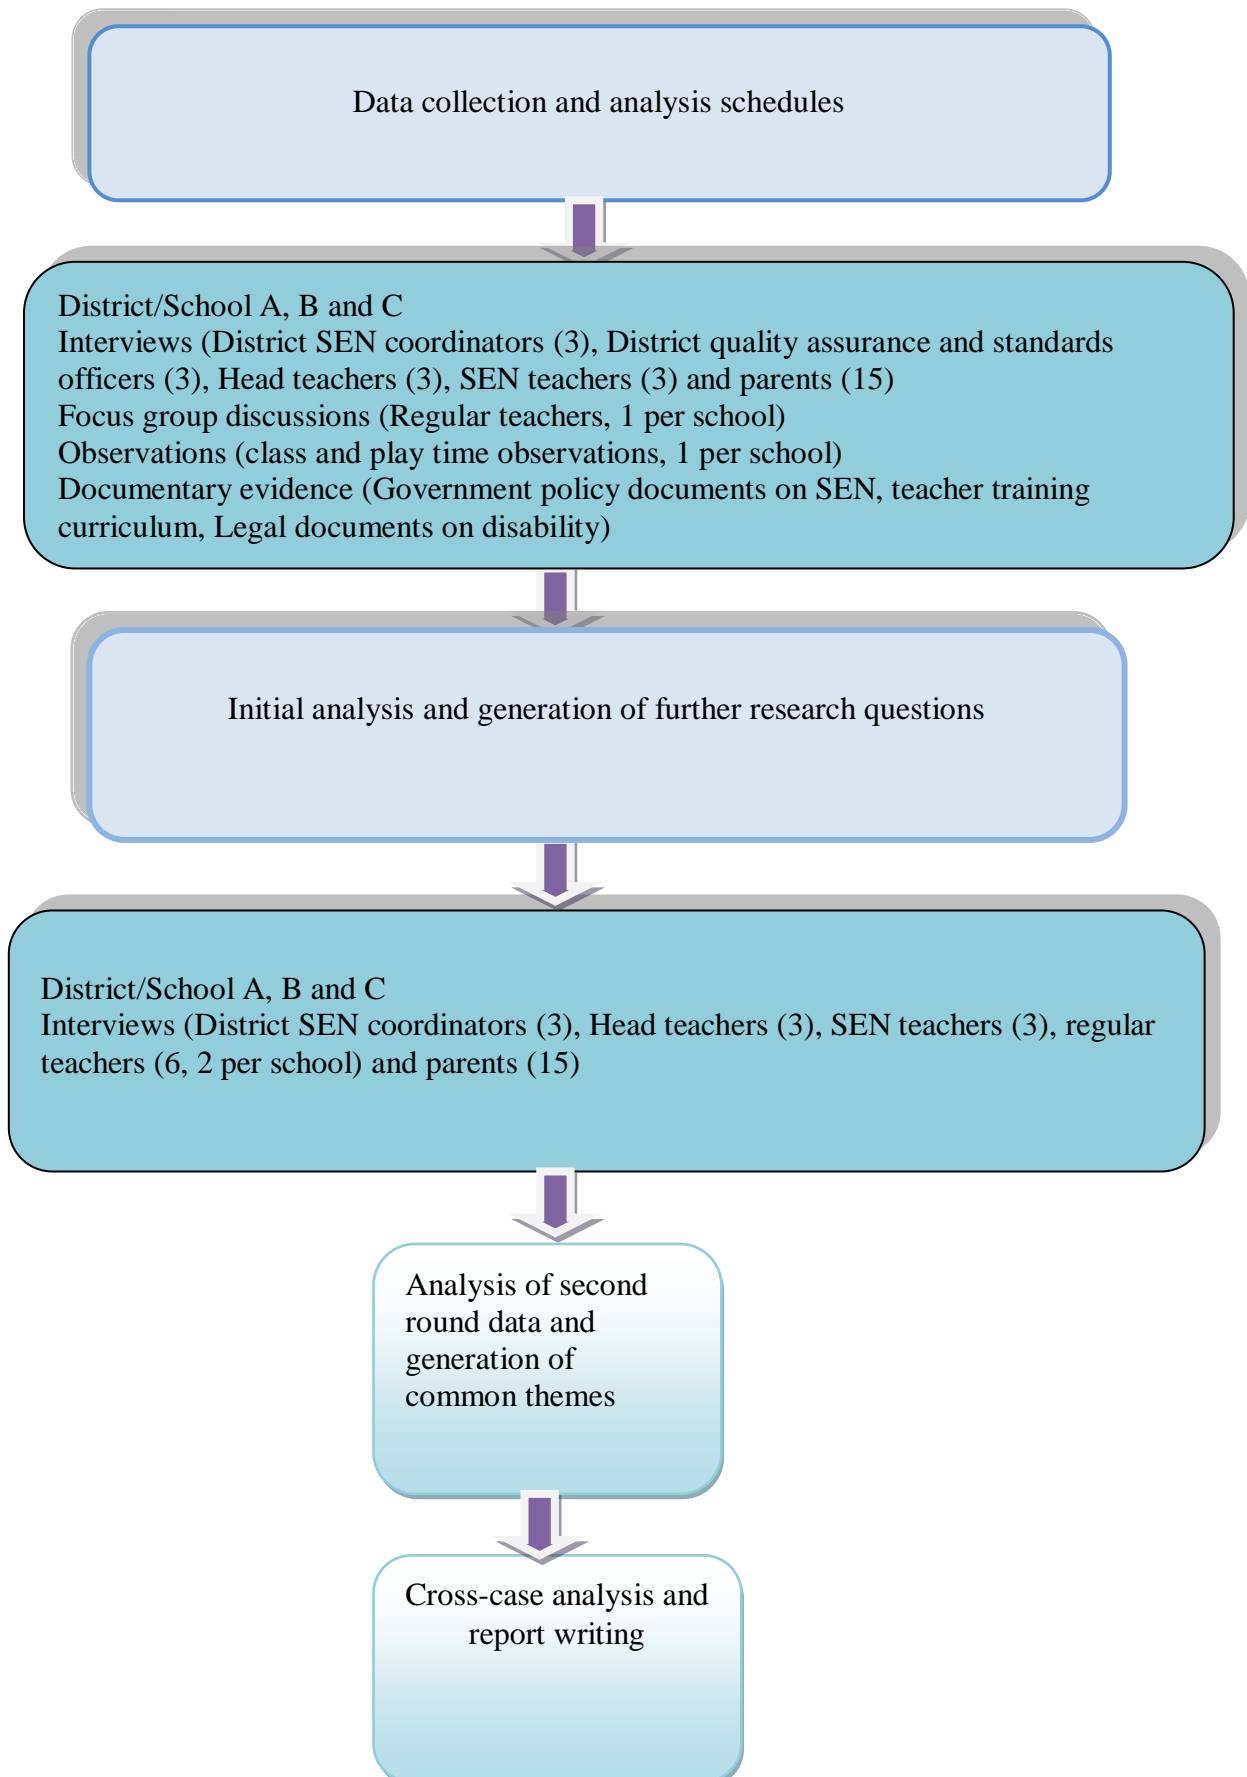 Data collection and analysis schedules
District/School A, B and C
Interviews (District SEN coordinators (3), District quality assurance and standards
officers (3), Head teachers (3), SEN teachers (3) and parents (15)
Focus group discussions (Regular teachers, 1 per school)
Observations (class and play time observations, 1 per school)
Documentary evidence (Government policy documents on SEN, teacher training
curriculum, Legal documents on disability)
Initial analysis and generation of further research questions
District/School A, B and C
Interviews (District SEN coordinators (3), Head teachers (3), SEN teachers (3), regular
teachers (6, 2 per school) and parents (15)
Analysis of second
round data and
generation of
common themes
Cross-case analysis and
report writing